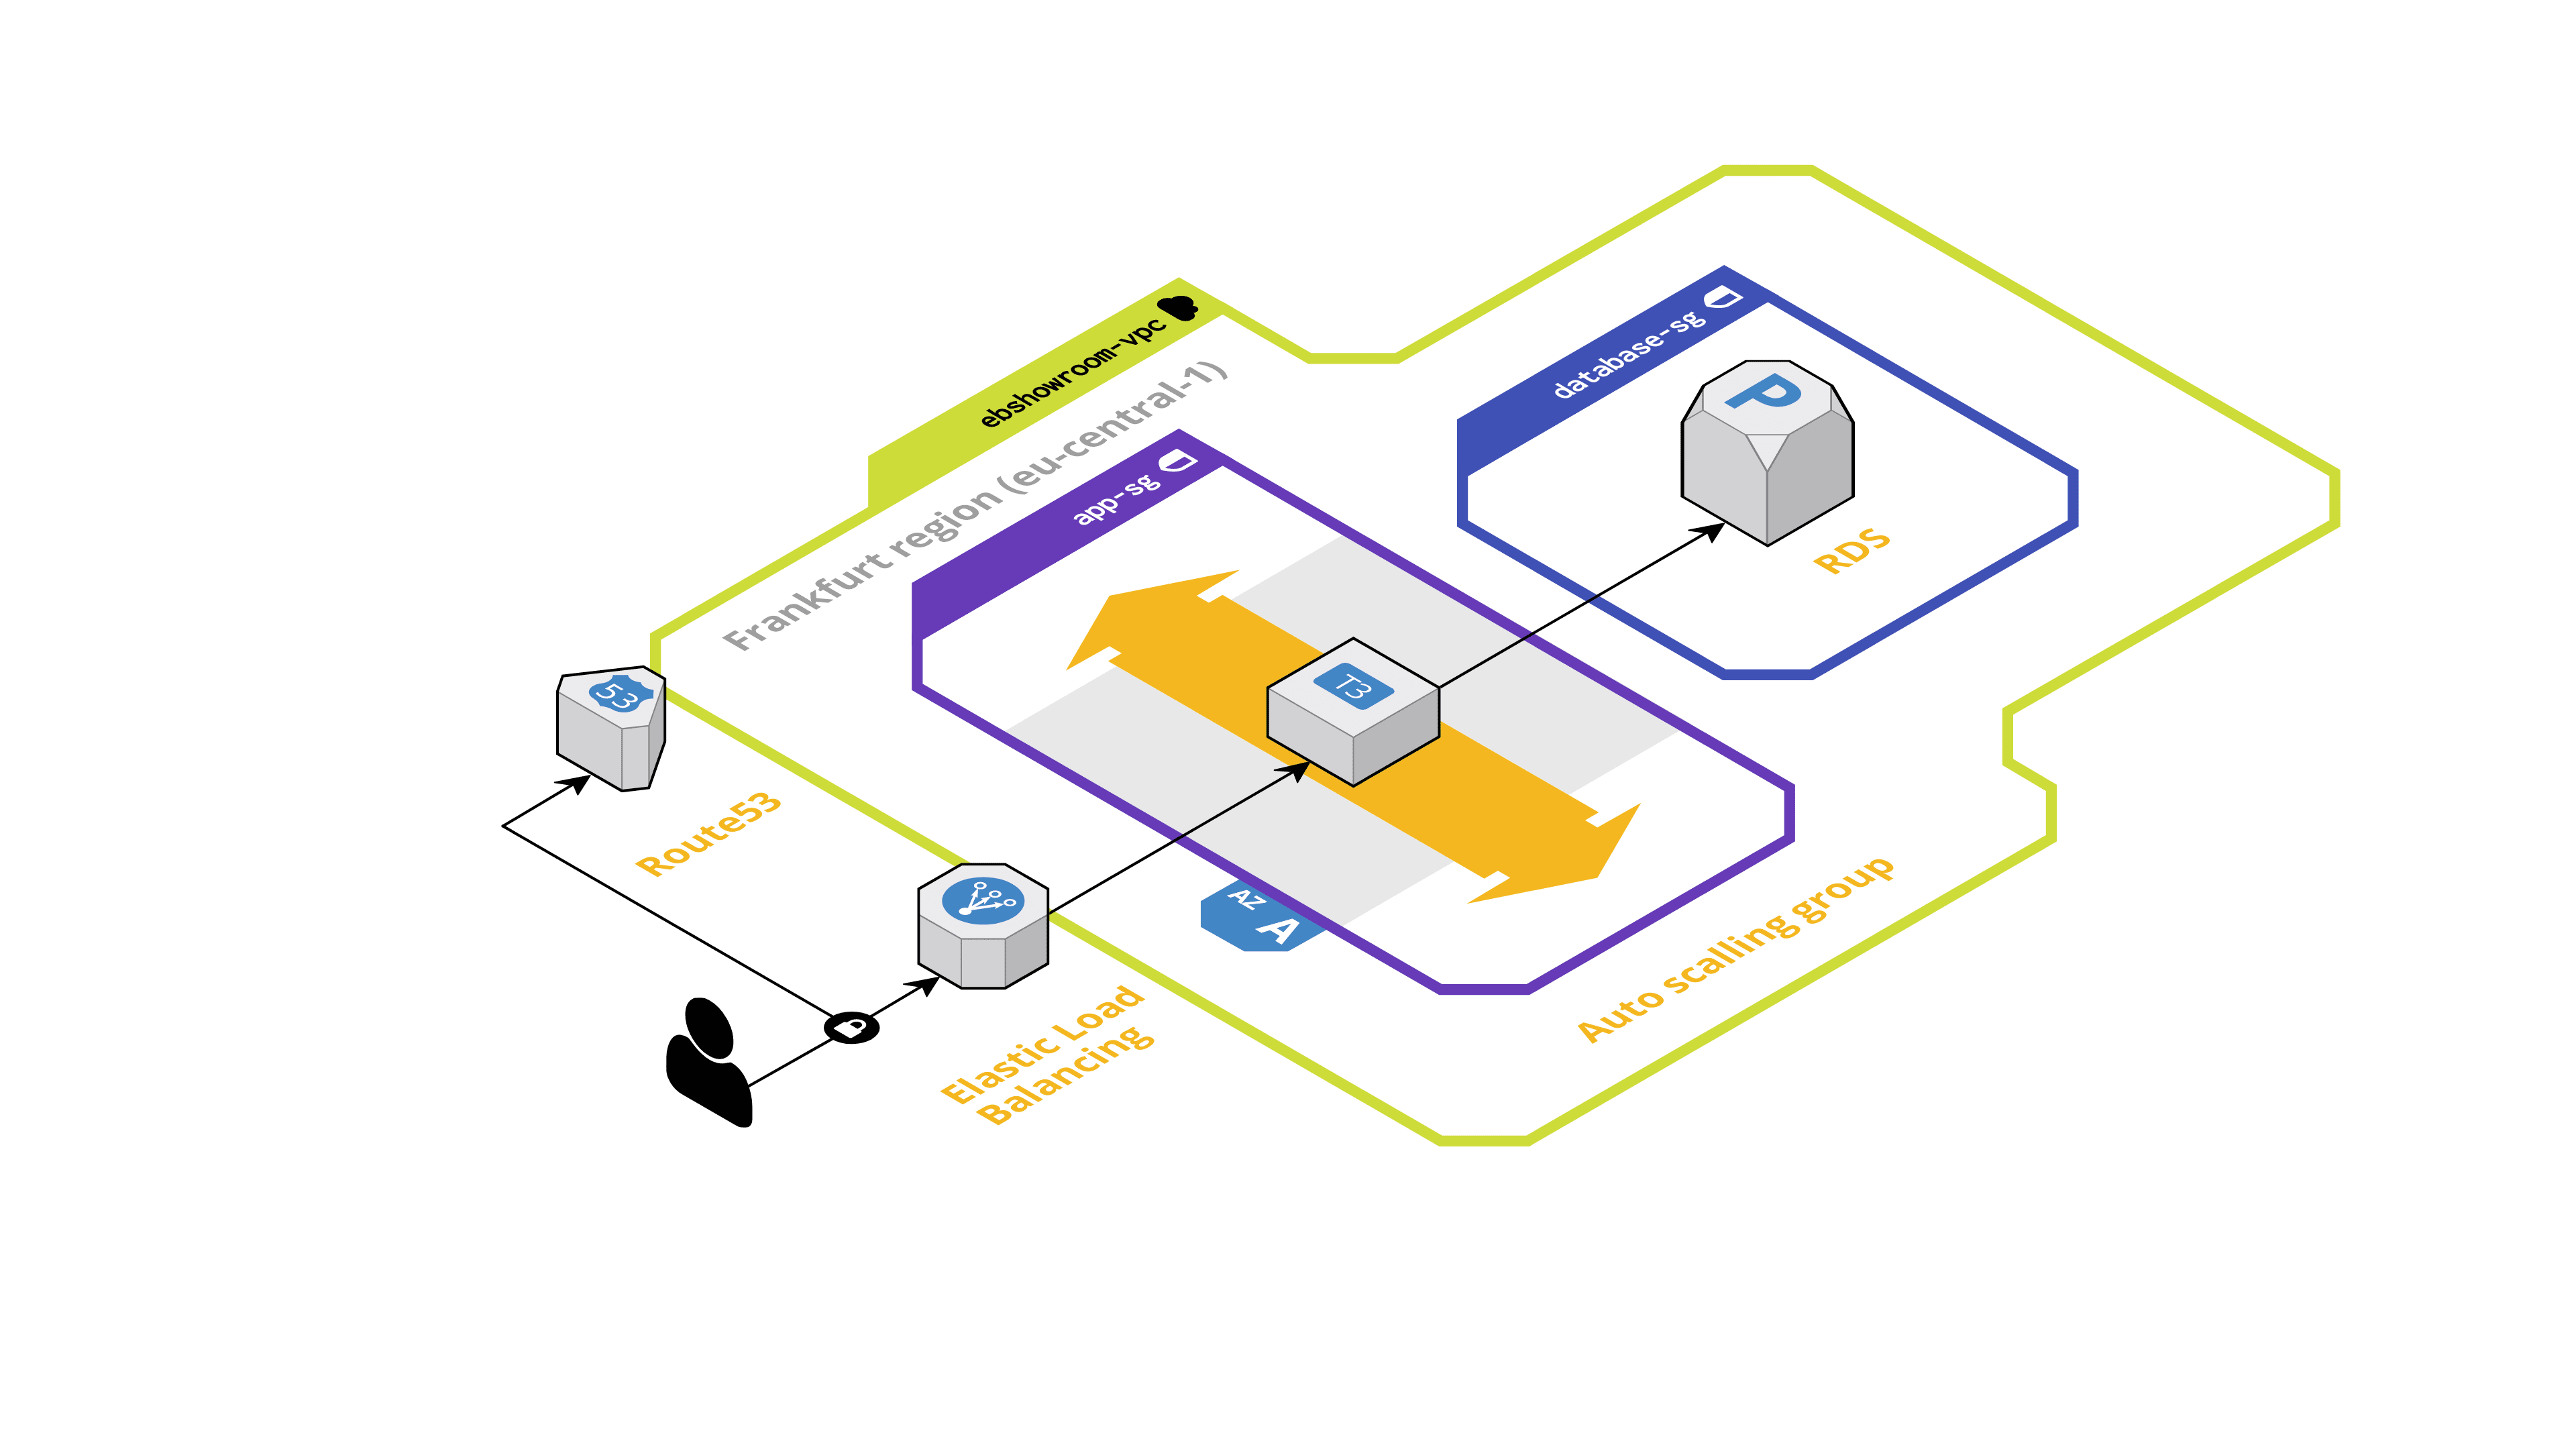 ebshowroom-vpc
Frankfurt region (eu-central-1)
database-sg
P
RDS
app-sg
T3
53
Route53
AZ
A
Elastic Load
Balancing
Auto scalling group